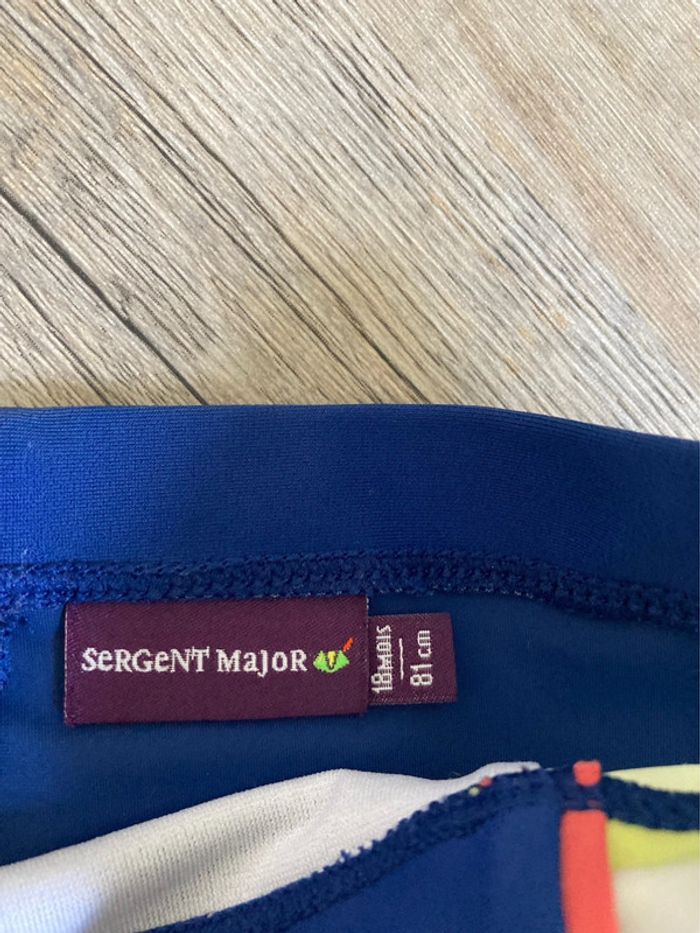 SeRGeNT MajoR
18 MOIS
81 cm